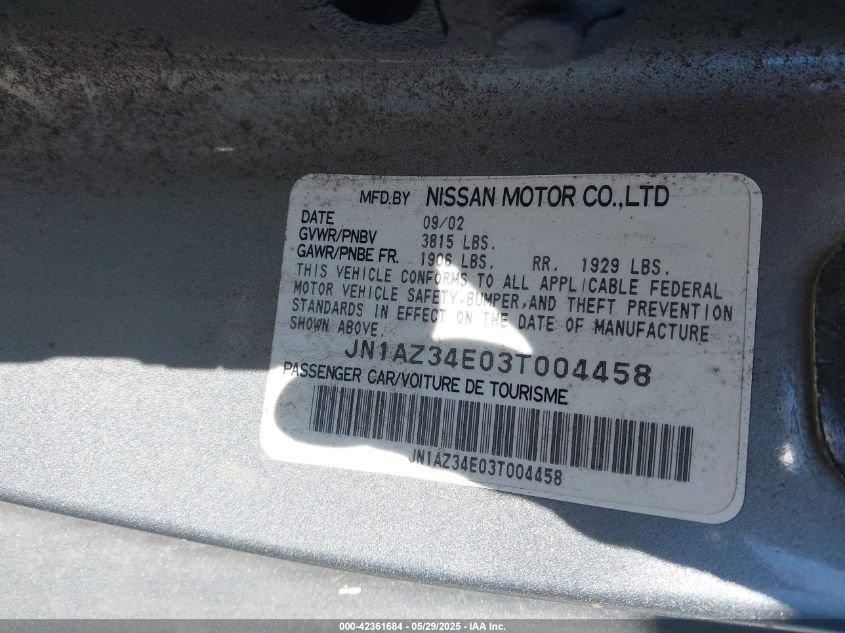 MFD.BY NISSAN MOTOR CO.,LTD
DATE 09/02
GVWR/PNBV 3815 LBS.
GAWR/PNBE FR. 1906 LBS. RR. 1929 LBS.
THIS VEHICLE CONFORMS TO ALL APPLICABLE FEDERAL
MOTOR VEHICLE SAFETY, BUMPER, AND THEFT PREVENTION
STANDARDS IN EFFECT ON THE DATE OF MANUFACTURE
SHOWN ABOVE.
JN1AZ34E03T004458
PASSENGER CAR/VOITURE DE TOURISME
JN1AZ34E03T004458
000-42361684 - 05/29/2025 - IAA Inc.